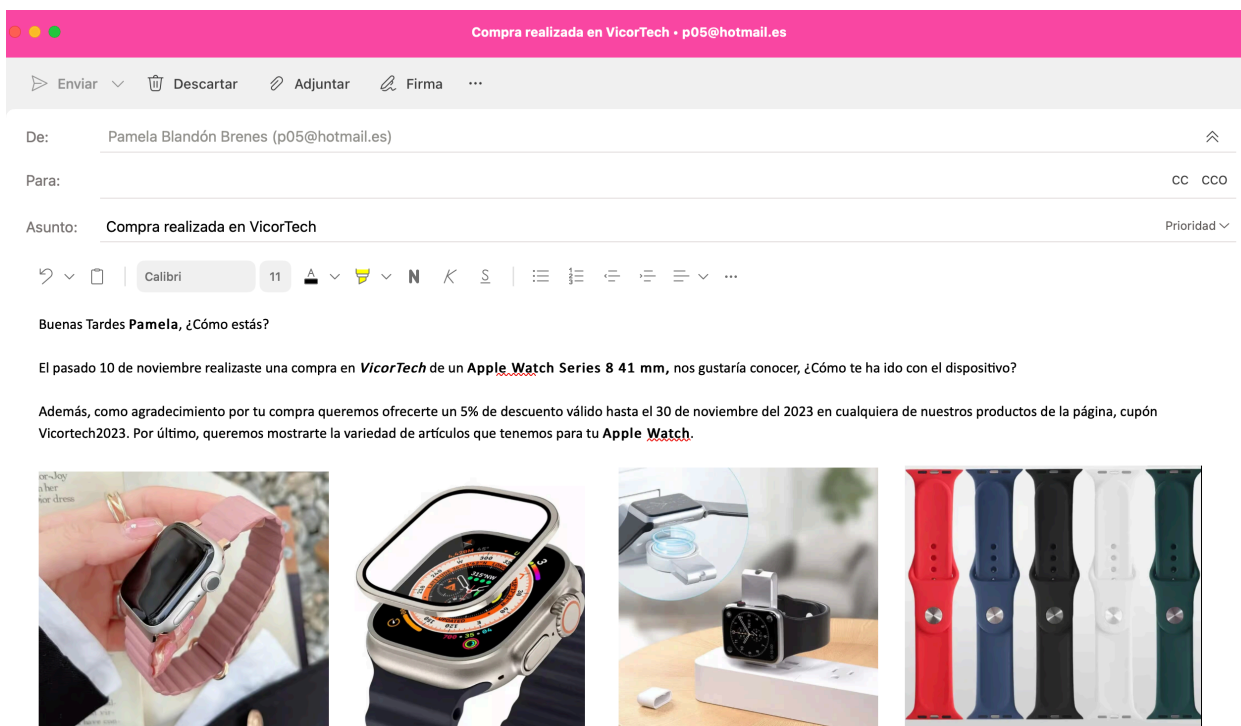 Compra realizada en VicorTech • p05@hotmail.es
Enviar Descartar Adjuntar Firma ...
De: Pamela Blandón Brenes (p05@hotmail.es)
Para: CC CCO
Asunto: Compra realizada en VicorTech Prioridad
Calibri 11 A N K S ...
Buenas Tardes Pamela, ¿Cómo estás?
El pasado 10 de noviembre realizaste una compra en VicorTech de un Apple Watch Series 8 41 mm, nos gustaría conocer, ¿Cómo te ha ido con el dispositivo?
Además, como agradecimiento por tu compra queremos ofrecerte un 5% de descuento válido hasta el 30 de noviembre del 2023 en cualquiera de nuestros productos de la página, cupón
Vicortech2023. Por último, queremos mostrarte la variedad de artículos que tenemos para tu Apple Watch.